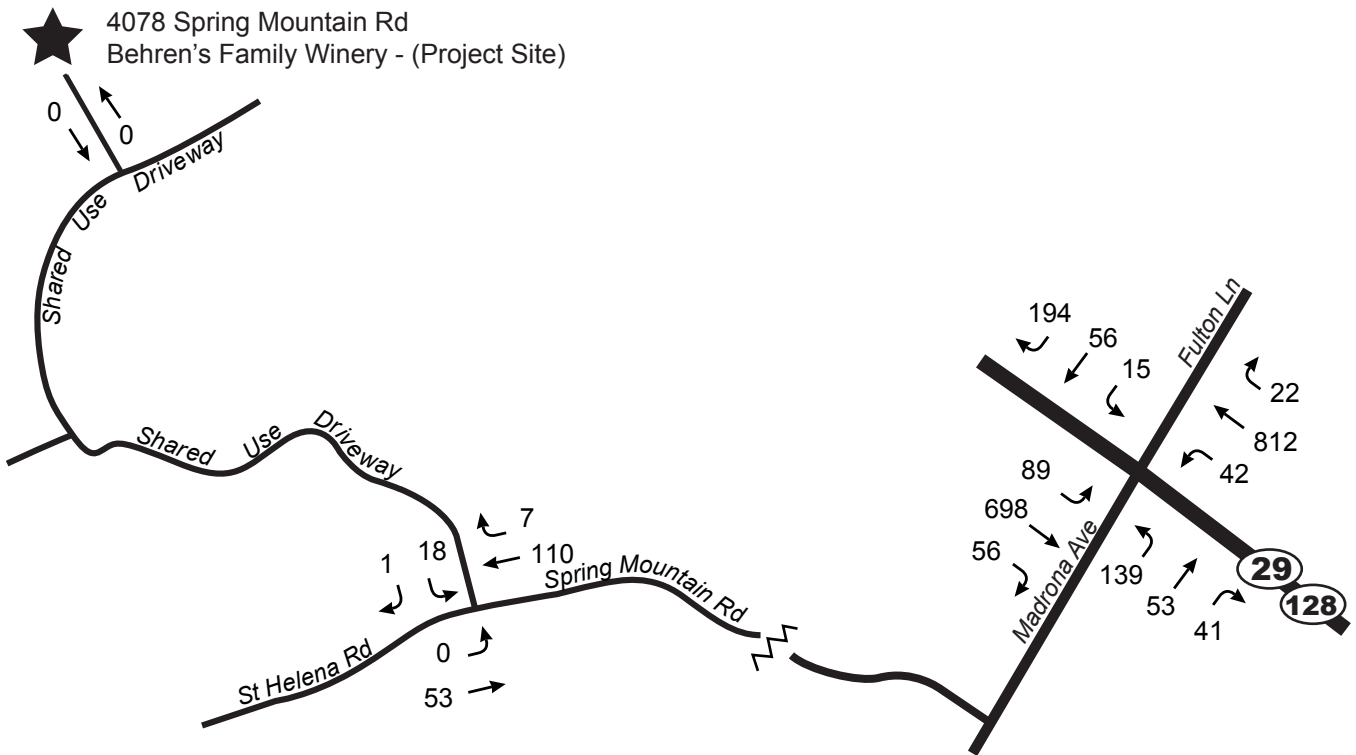 4078 Spring Mountain Rd
Behren's Family Winery - (Project Site)
0
0
Shared Use Driveway
Shared Use Driveway
7
110
1
18
0
53
St Helena Rd
Spring Mountain Rd
194
56
15
Fulton Ln
22
812
42
89
698
56
Madrona Ave
139
53
41
29
128